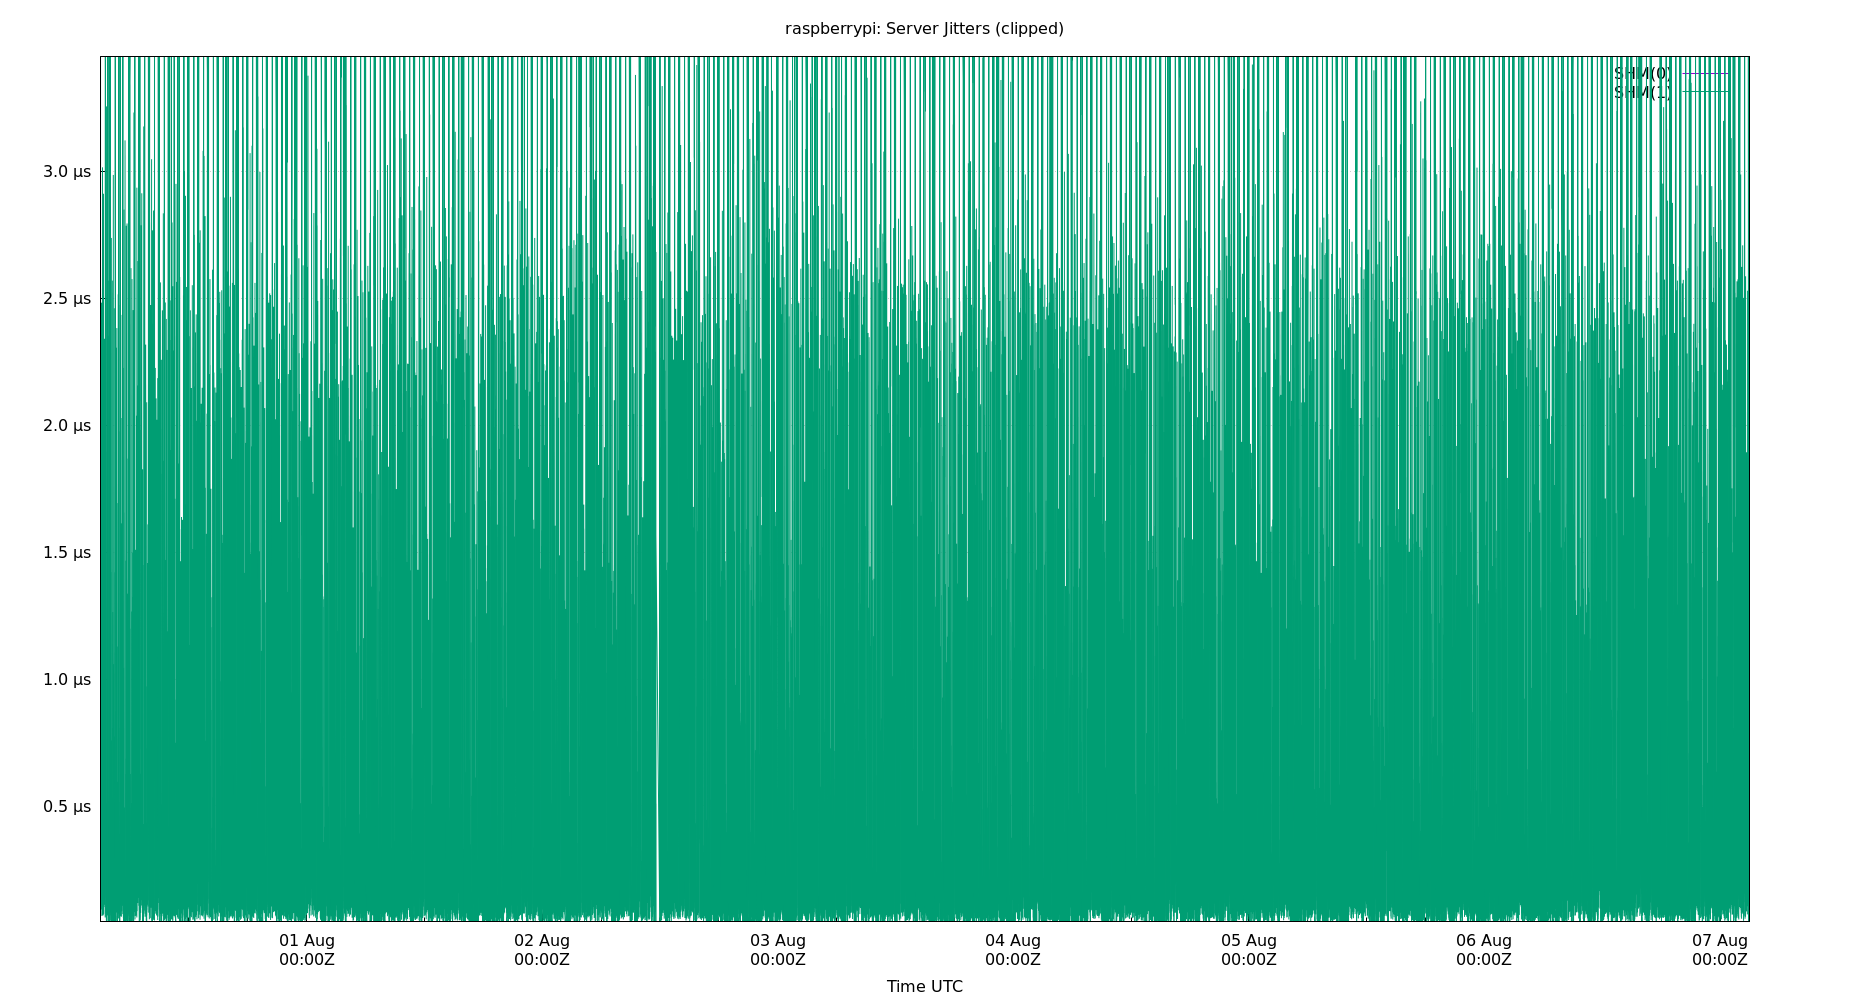 raspberrypi: Server Jitters (clipped)
SHM(0)
SHM(1)
3.0 µs
2.5 µs
2.0 µs
1.5 µs
1.0 µs
0.5 µs
01 Aug 02 Aug 03 Aug 04 Aug 05 Aug 06 Aug 07 Aug
00:00Z 00:00Z 00:00Z 00:00Z 00:00Z 00:00Z 00:00Z
Time UTC